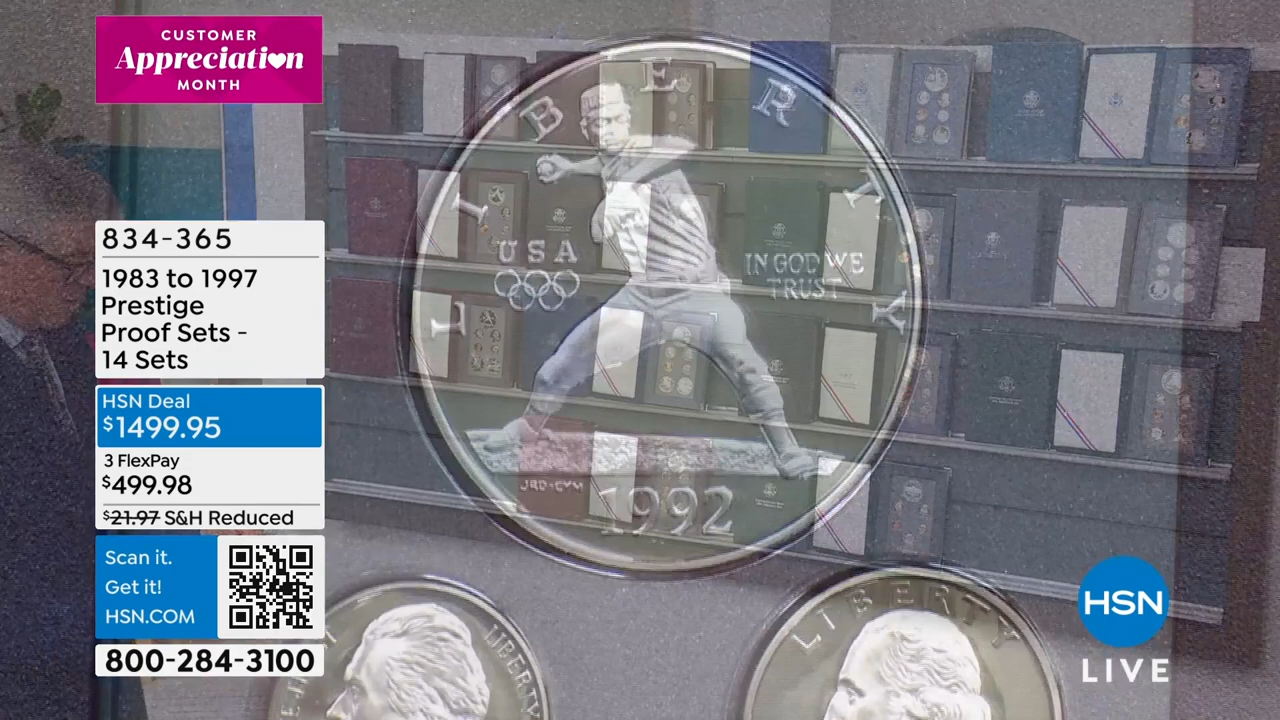 CUSTOMER
Appreciation
MONTH
834-365
1983 to 1997
Prestige
Proof Sets -
14 Sets
HSN Deal
$1499.95
3 FlexPay
$499.98
$21.97 S&H Reduced
Scan it.
Get it!
HSN.COM
800-284-3100
LIBERTY
USA
IN GOD WE
TRUST
JRD-CVM
1992
LIBERTY
LIBERTY
HSN
LIVE